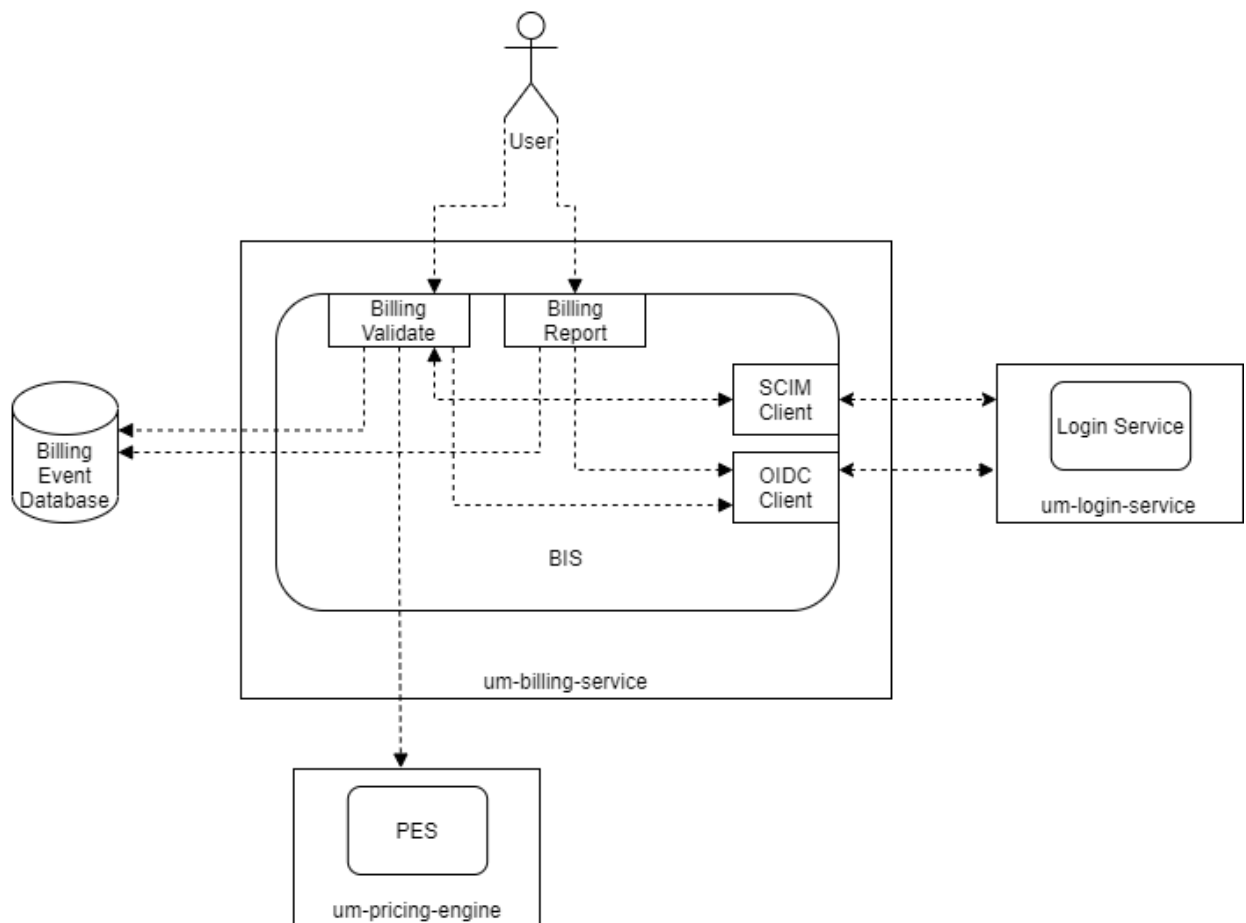 User
Billing
Validate
Billing
Report
SCIM
Client
Login Service
Billing
Event
Database
OIDC
Client
um-login-service
BIS
um-billing-service
PES
um-pricing-engine